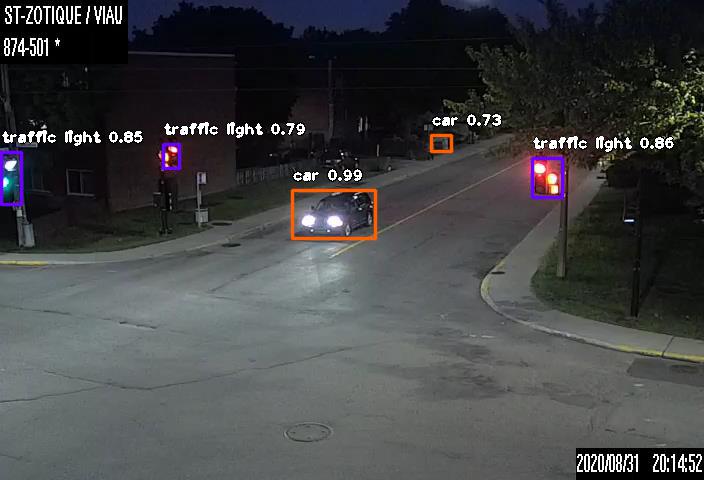 ST-ZOTIQUE / VIAU
874-501 *
car 0.73
traffic light 0.79
traffic light 0.85
traffic light 0.86
car 0.99
2020/08/31 20:14:52